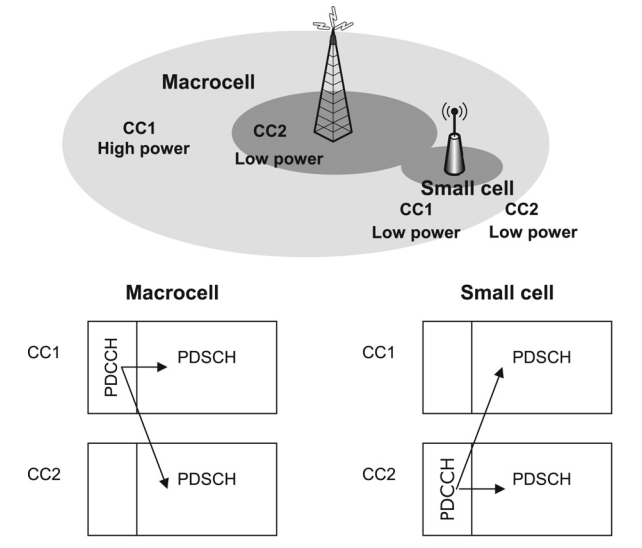 Macrocell
CC1
High power
CC2
Low power
Small cell
CC1
Low power
CC2
Low power
Macrocell
CC1
PDCCH
PDSCH
CC2
PDSCH
Small cell
CC1
PDSCH
CC2
PDCCH
PDSCH